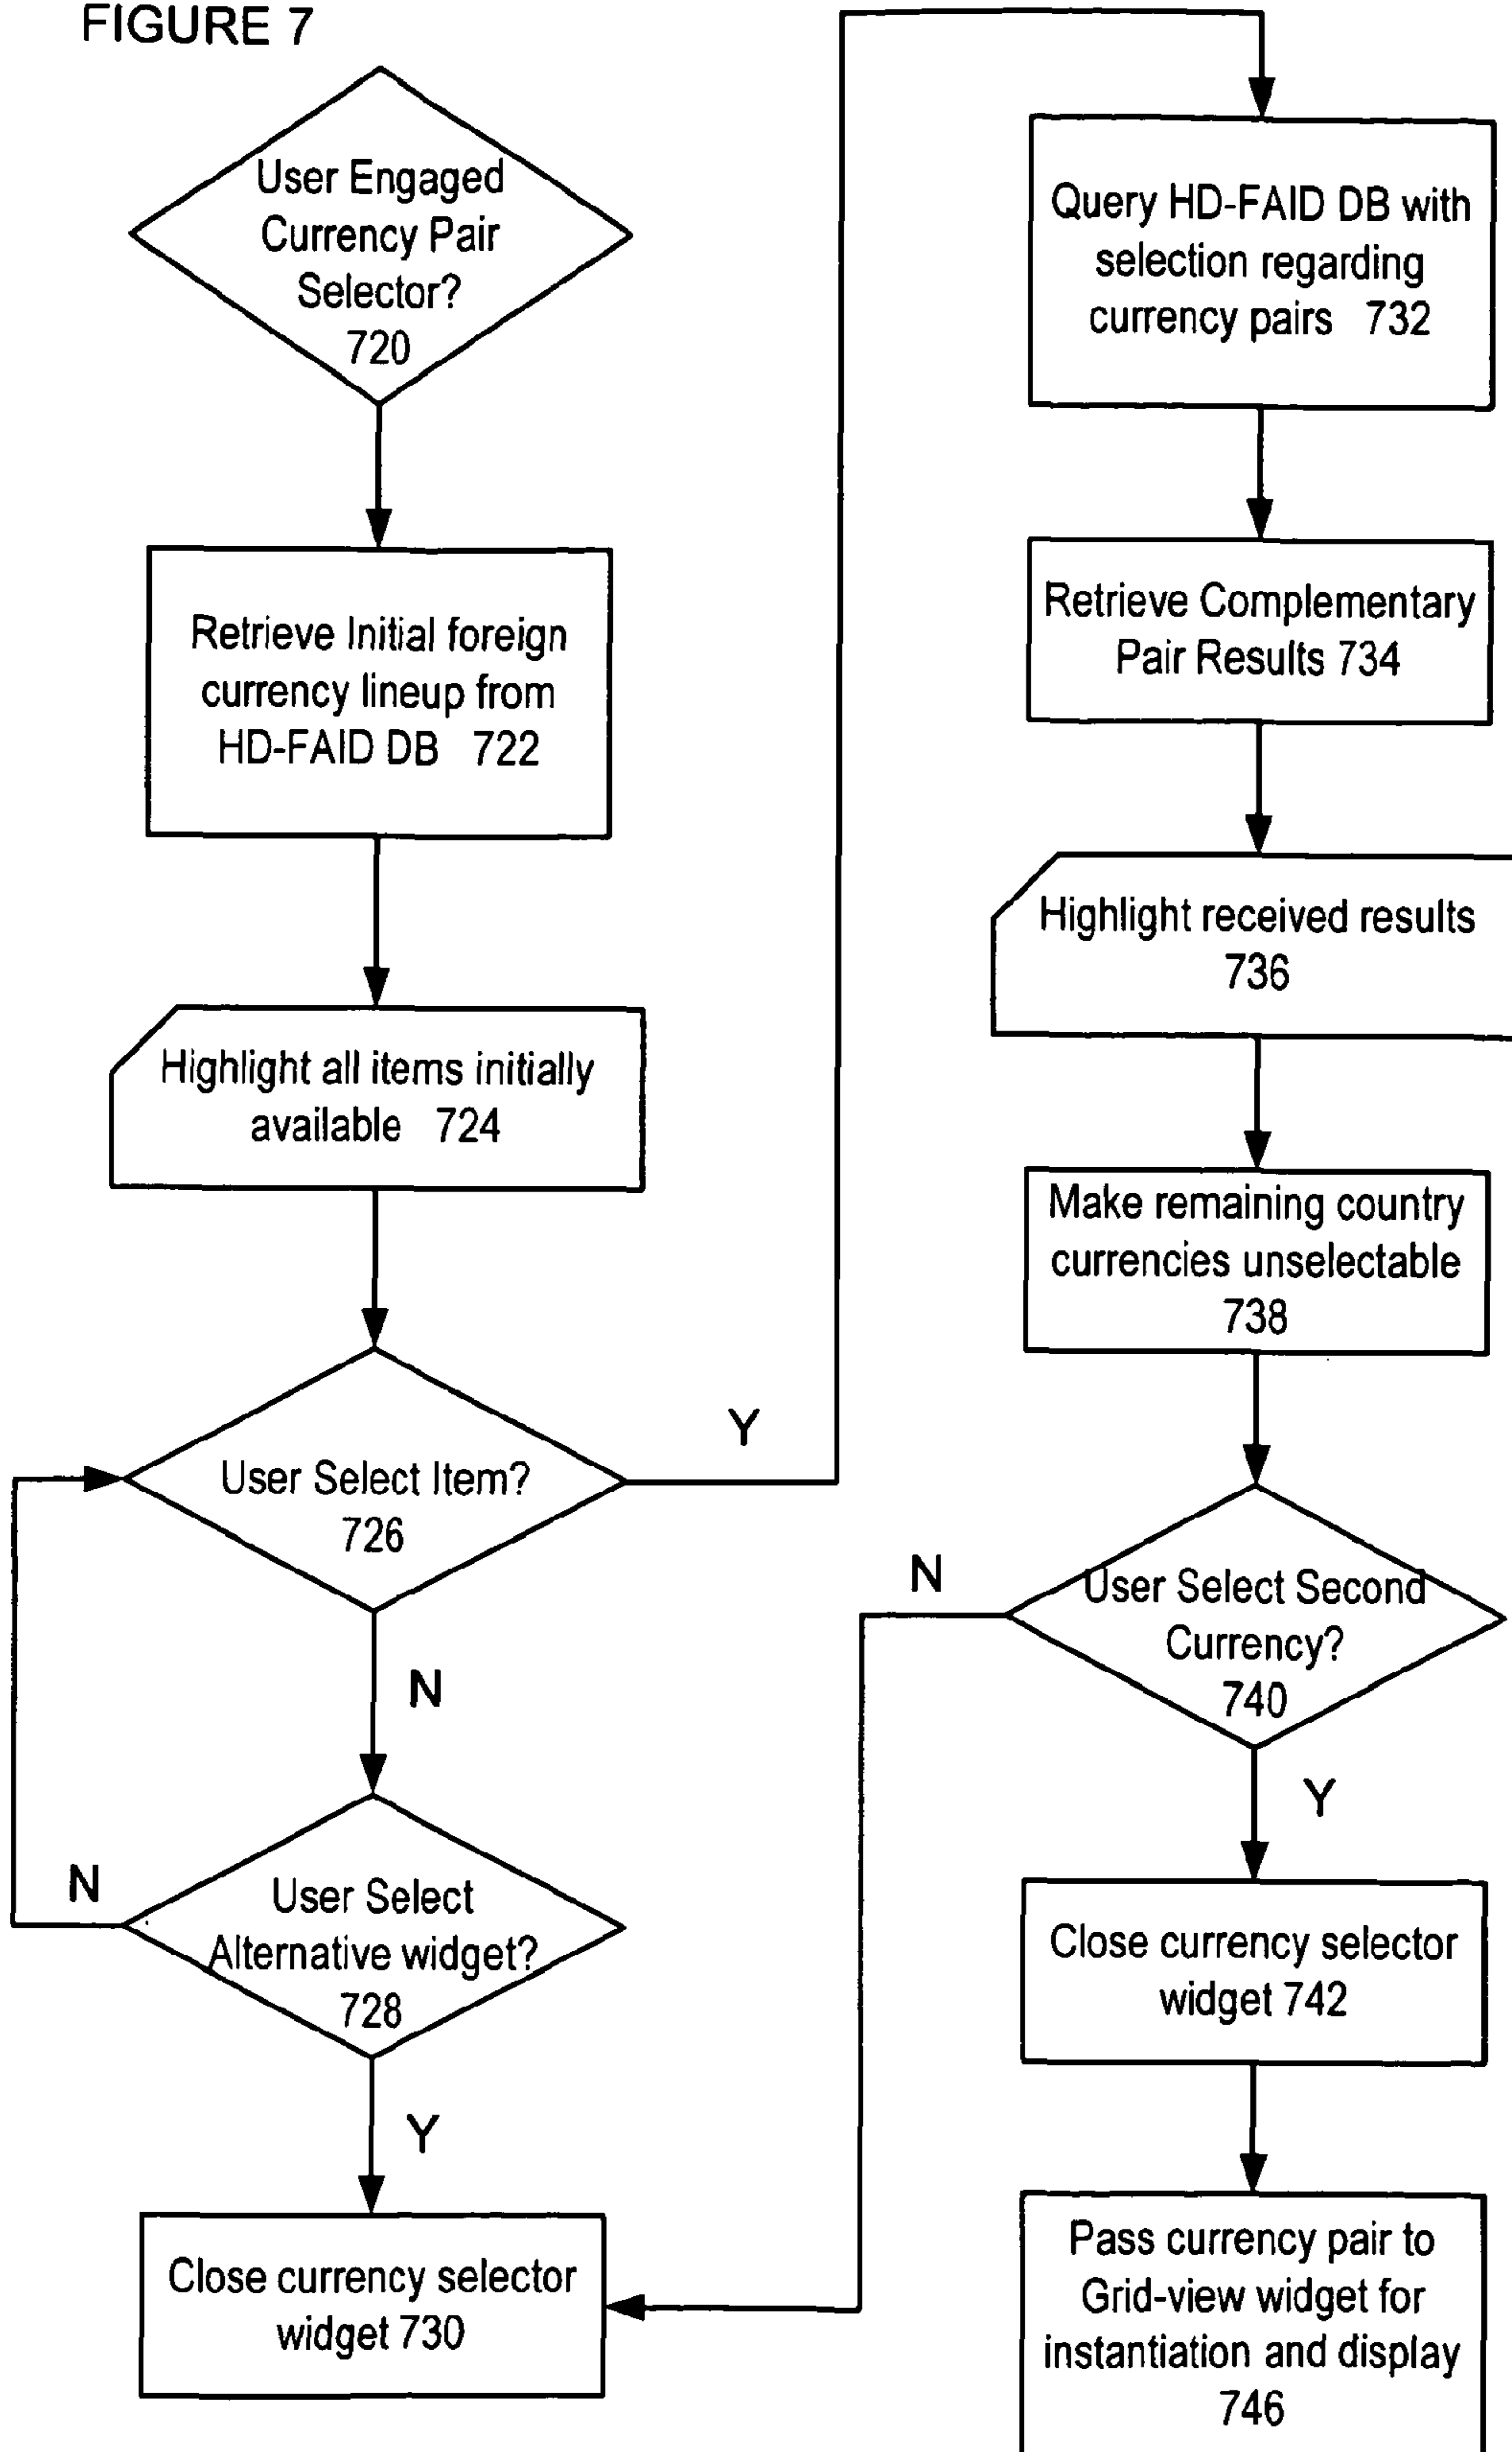 FIGURE 7
User Engaged
Currency Pair
Selector?
720
Retrieve Initial foreign
currency lineup from
HD-FAID DB 722
Highlight all items initially
available 724
User Select Item?
726
Y
N
User Select
Alternative widget?
728
N
Y
Close currency selector
widget 730
Query HD-FAID DB with
selection regarding
currency pairs 732
Retrieve Complementary
Pair Results 734
Highlight received results
736
Make remaining country
currencies unselectable
738
User Select Second
Currency?
740
N
Y
Close currency selector
widget 742
Pass currency pair to
Grid-view widget for
instantiation and display
746